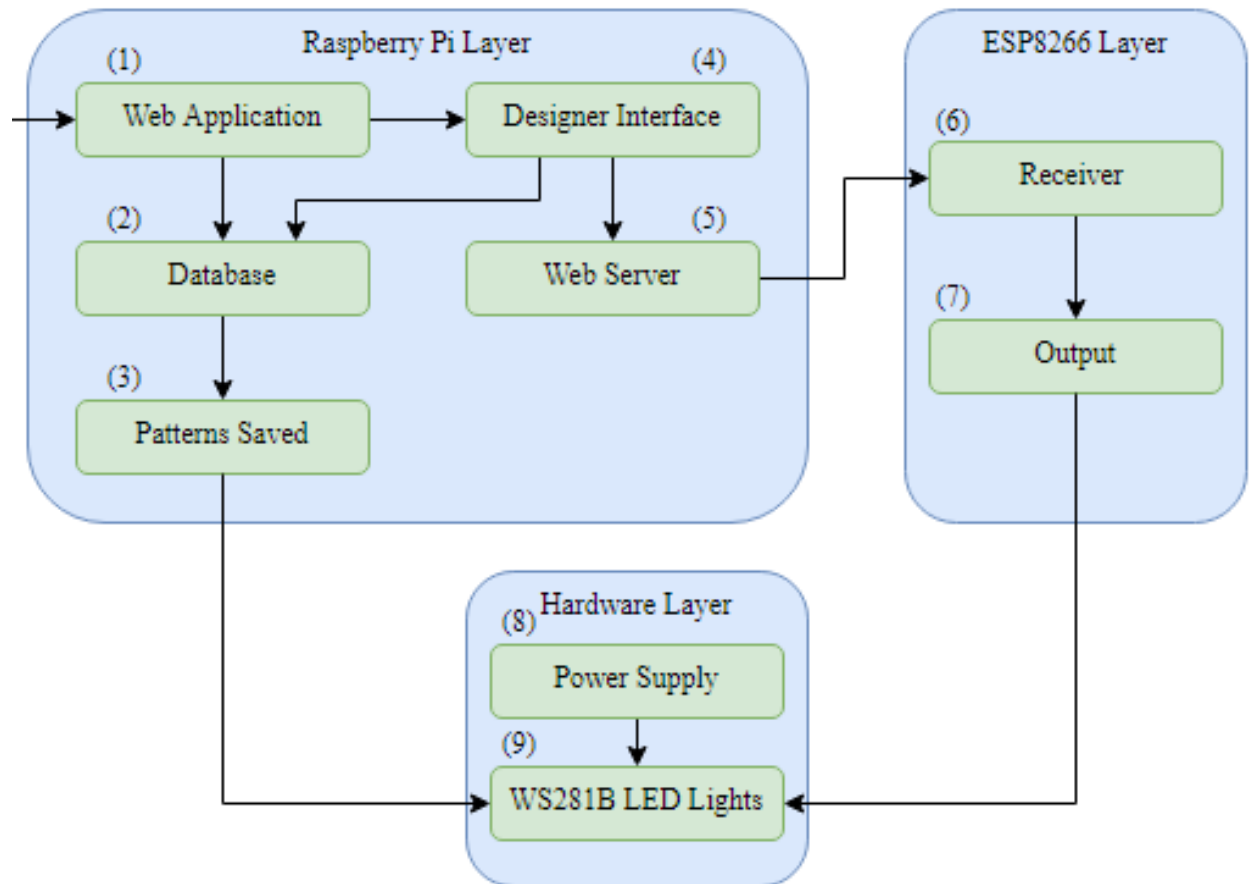 Raspberry Pi Layer
(1)
Web Application
(4)
Designer Interface
(2)
Database
(5)
Web Server
(3)
Patterns Saved
ESP8266 Layer
(6)
Receiver
(7)
Output
Hardware Layer
(8)
Power Supply
(9)
WS281B LED Lights